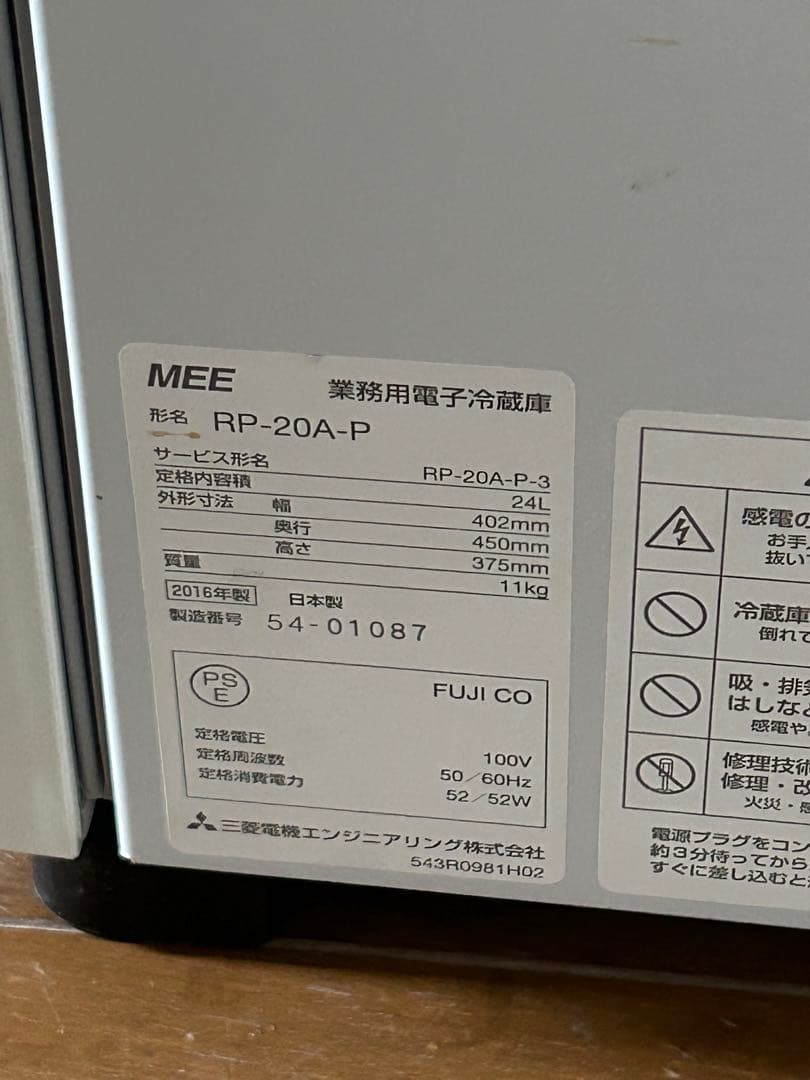 MEE 業務用電子冷蔵庫
形名 RP-20A-P
サービス形名 RP-20A-P-3
定格内容積 24L
外形寸法 幅 402mm
奥行 450mm
高さ 375mm
質量 11kg
2016年製 日本製
製造番号 54-01087
PS
E
FUJI CO
定格電圧 100V
定格周波数 50/60Hz
定格消費電力 52/52W
三菱電機エンジニアリング株式会社
543R0981H02
感電の
お手
抜い
冷蔵庫
倒れて
吸・排気
はしなど
感電や
修理技術
修理・改
火災・感
電源プラグをコン
約3分待ってから
すぐに差し込むと